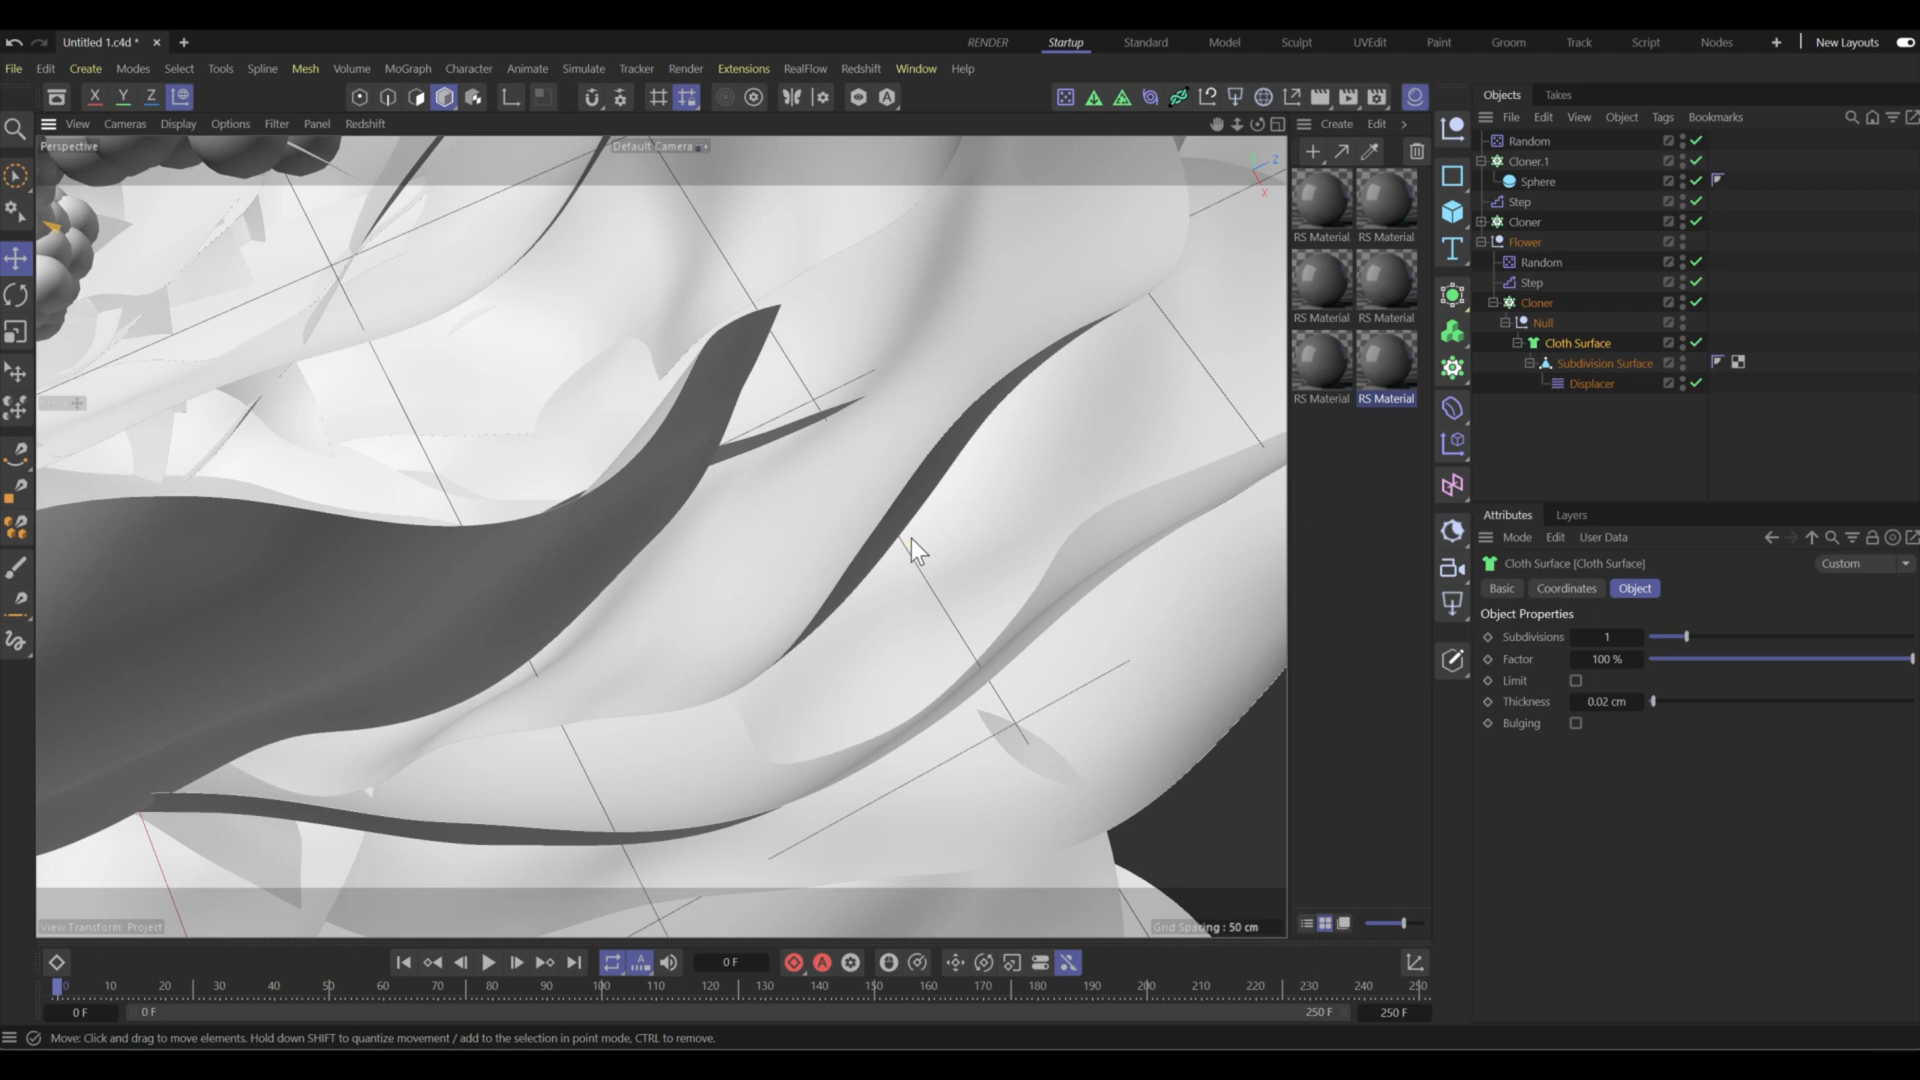 Untitled 1.c4d *
RENDER Startup Standard Model Sculpt UVEdit Paint Groom Track Script Nodes New Layouts
File Edit Create Modes Select Tools Spline Mesh Volume MoGraph Character Animate Simulate Tracker Render Extensions RealFlow Redshift Window Help
X Y Z
Objects Takes
View Cameras Display Options Filter Panel Redshift
Create Edit
File Edit View Object Tags Bookmarks
Perspective
Default Camera
Z
X
Random
Cloner.1
Sphere
Step
Cloner
Flower
Random
Step
Cloner
Null
Cloth Surface
Subdivision Surface
Displacer
RS Material RS Material
RS Material RS Material
RS Material RS Material
Attributes Layers
Mode Edit User Data
Cloth Surface [Cloth Surface]
Custom
Basic Coordinates Object
Object Properties
Subdivisions 1
Factor 100 %
Limit
Thickness 0.02 cm
Bulging
View Transform: Project
Grid Spacing : 50 cm
0 F
0 10 20 30 40 50 60 70 80 90 100 110 120 130 140 150 160 170 180 190 200 210 220 230 240 250
0 F 0 F 250 F 250 F
Move: Click and drag to move elements. Hold down SHIFT to quantize movement / add to the selection in point mode, CTRL to remove.